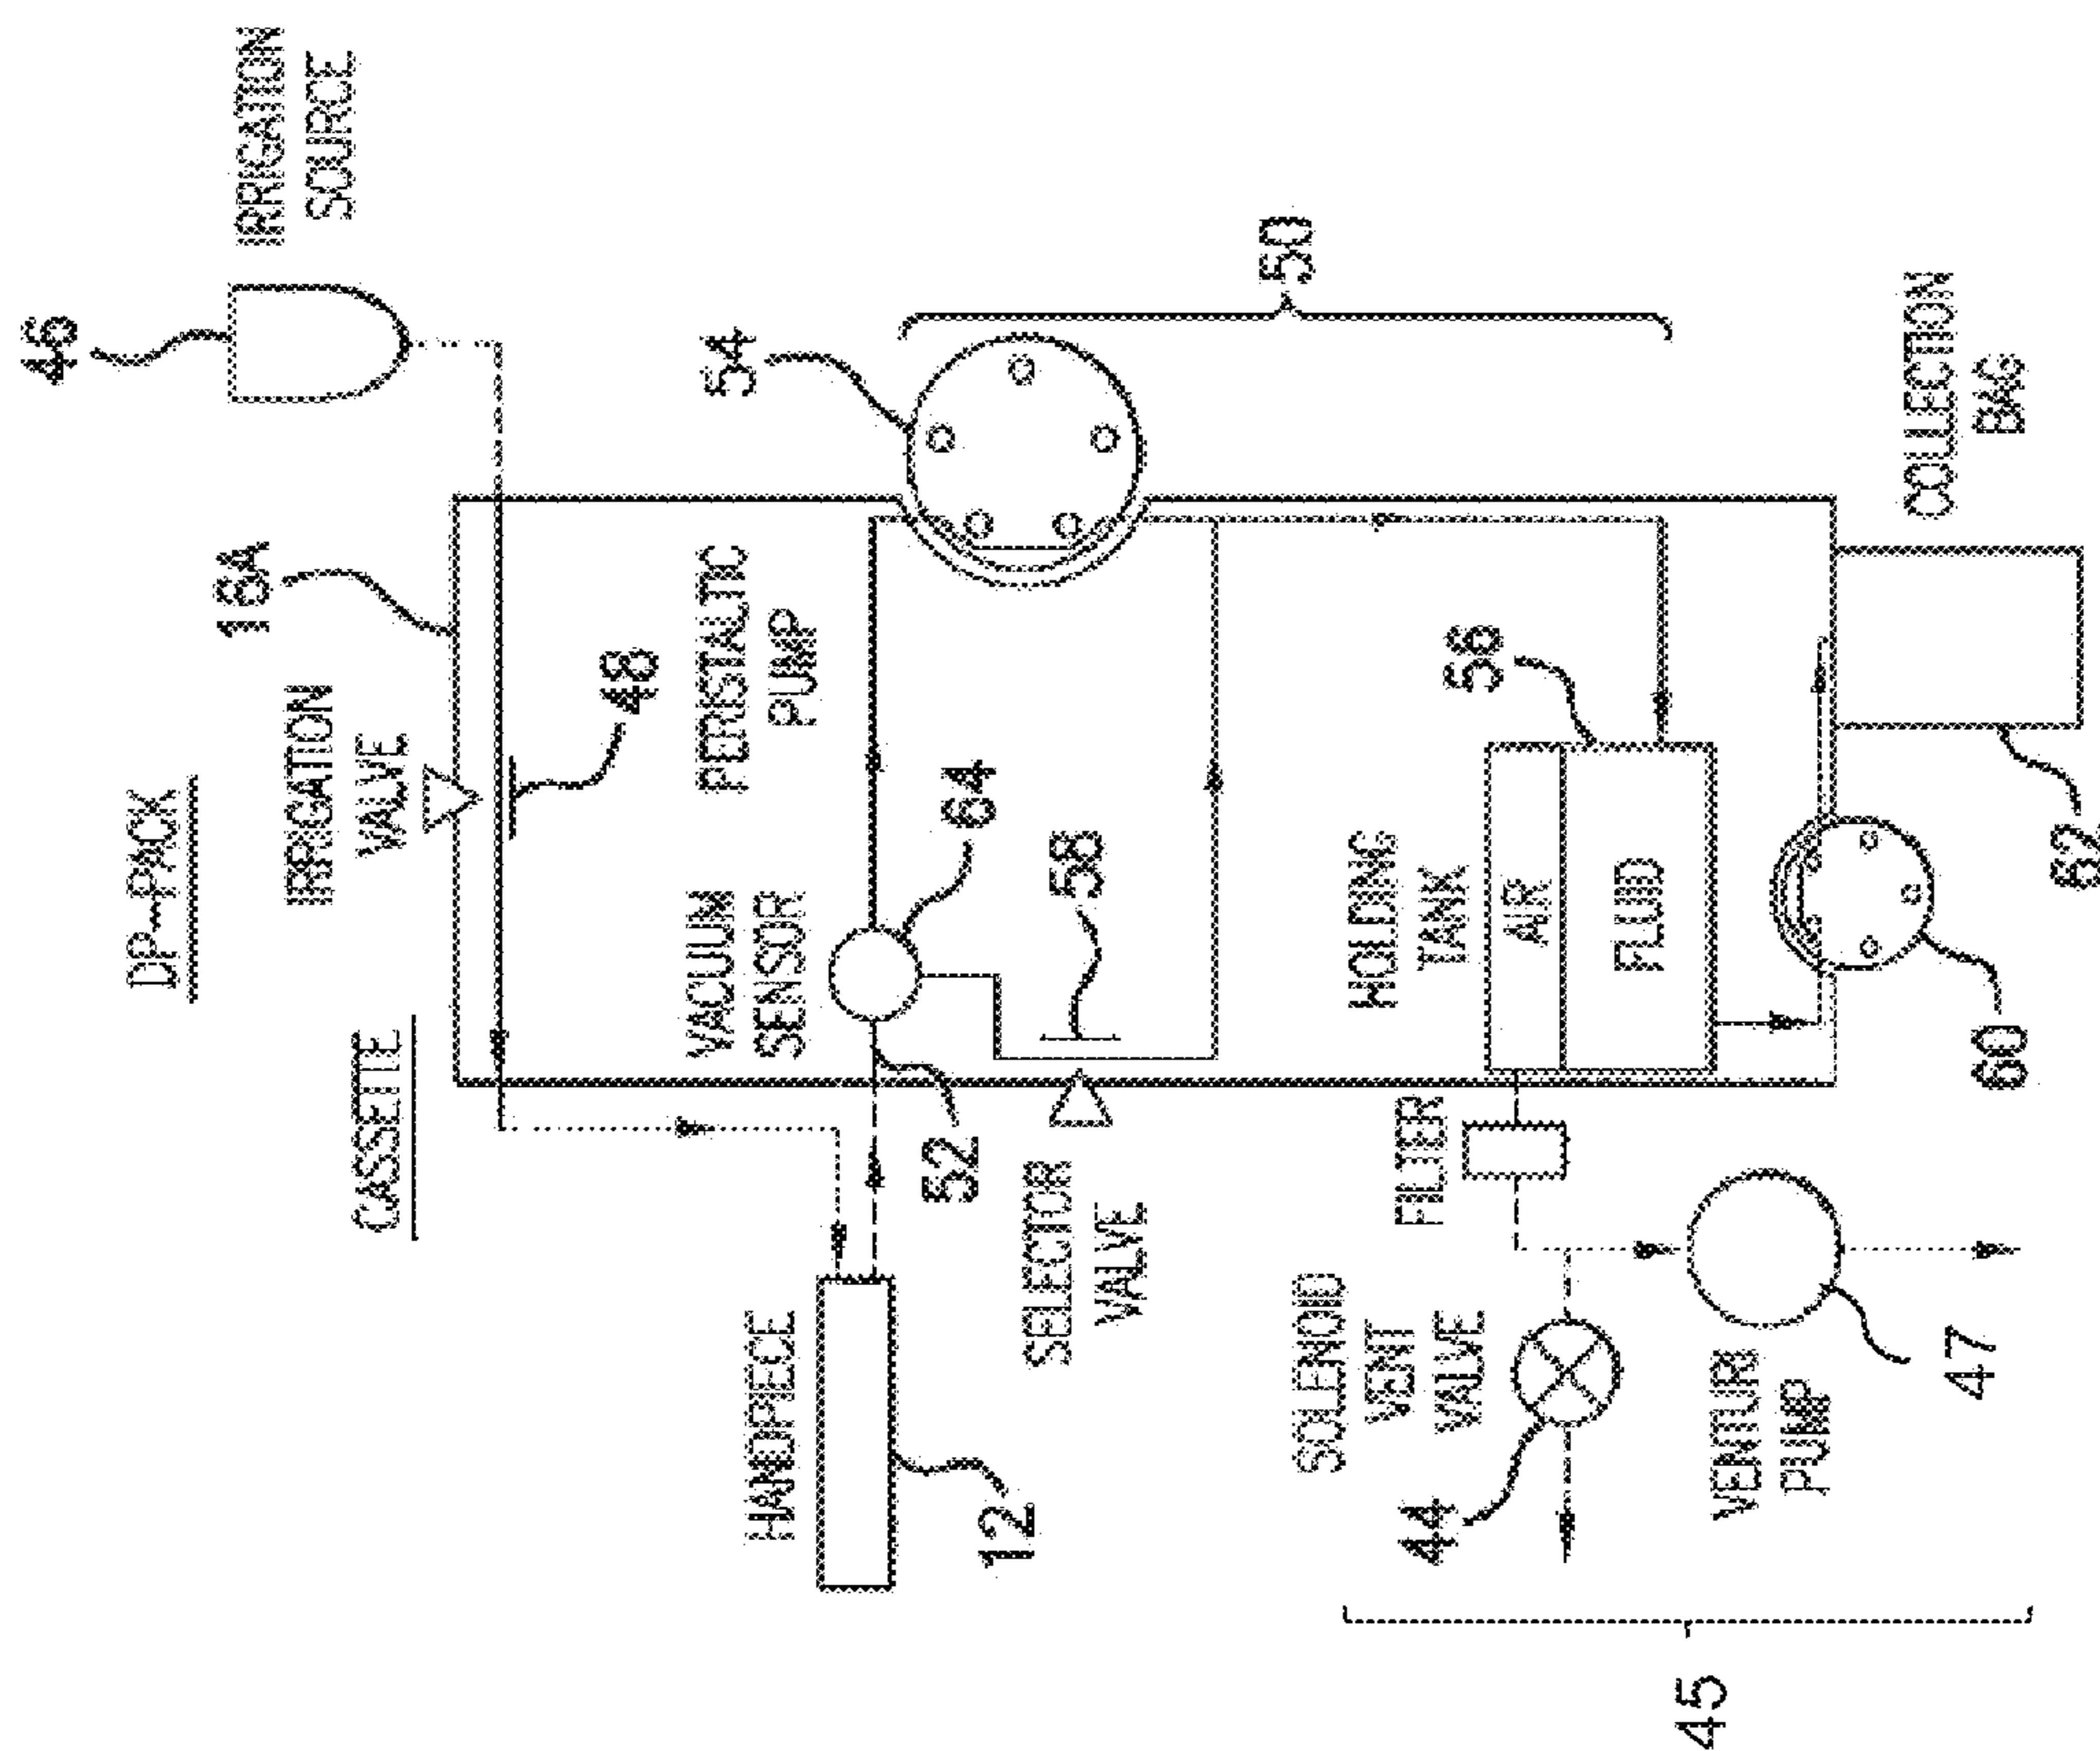 46
DP-PACK
16A
IRRIGATION
SOURCE
IRRIGATION
VALVE
CASSETTE
48
VACUUM
SENSOR
PERISTALTIC
PUMP
54
HANDPIECE
64
52
12
SELECTOR
VALVE
58
50
SOLENOID
VENT
VALVE
HOLDING
TANK
FILTER
44
56
AIR
FLUID
45
VENTURI
PUMP
COLLECTION
BAG
47
60
62